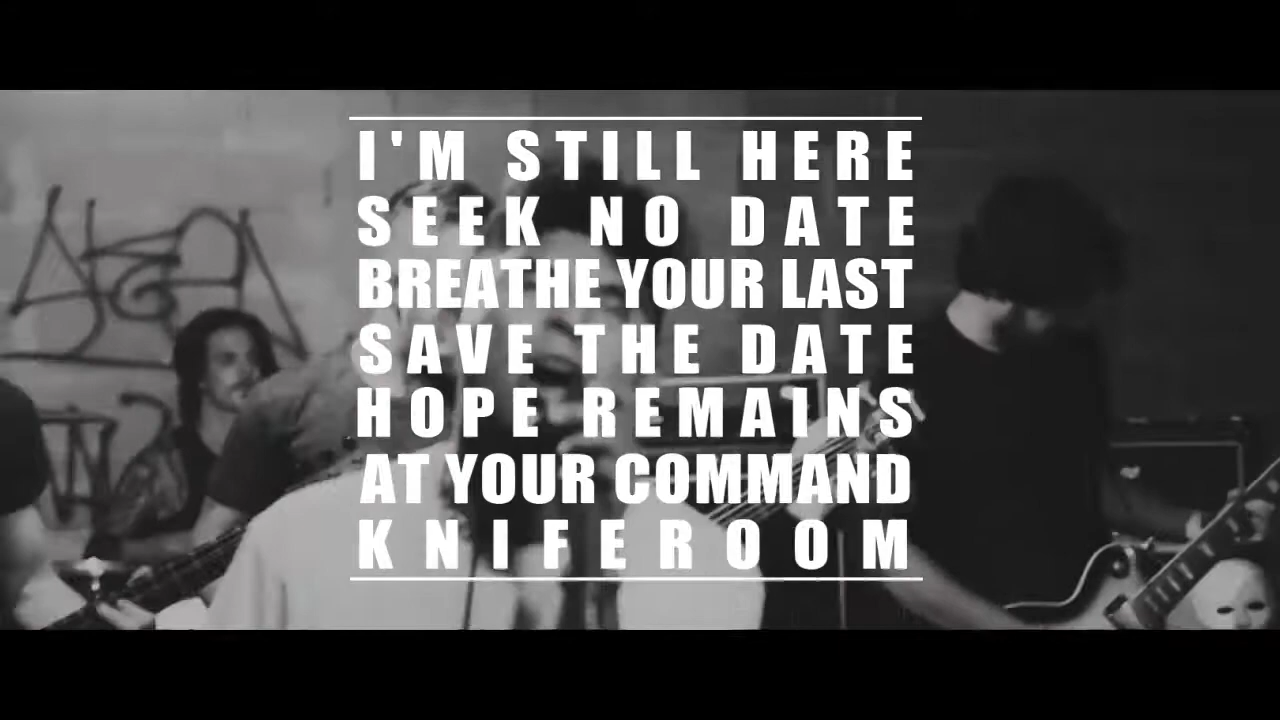 I'M STILL HERE
SEEK NO DATE
BREATHE YOUR LAST
SAVE THE DATE
HOPE REMAINS
AT YOUR COMMAND
KNIFEROOM